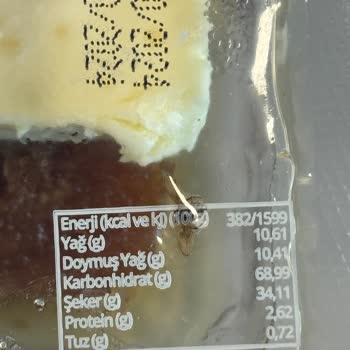 Enerji (kcal ve kj) 382/1599
Yağ (g) 10,61
Doymuş Yağ (g) 10,41
Karbonhidrat (g) 68,99
Şeker (g) 34,11
Protein (g) 2,62
Tuz (g) 0,72